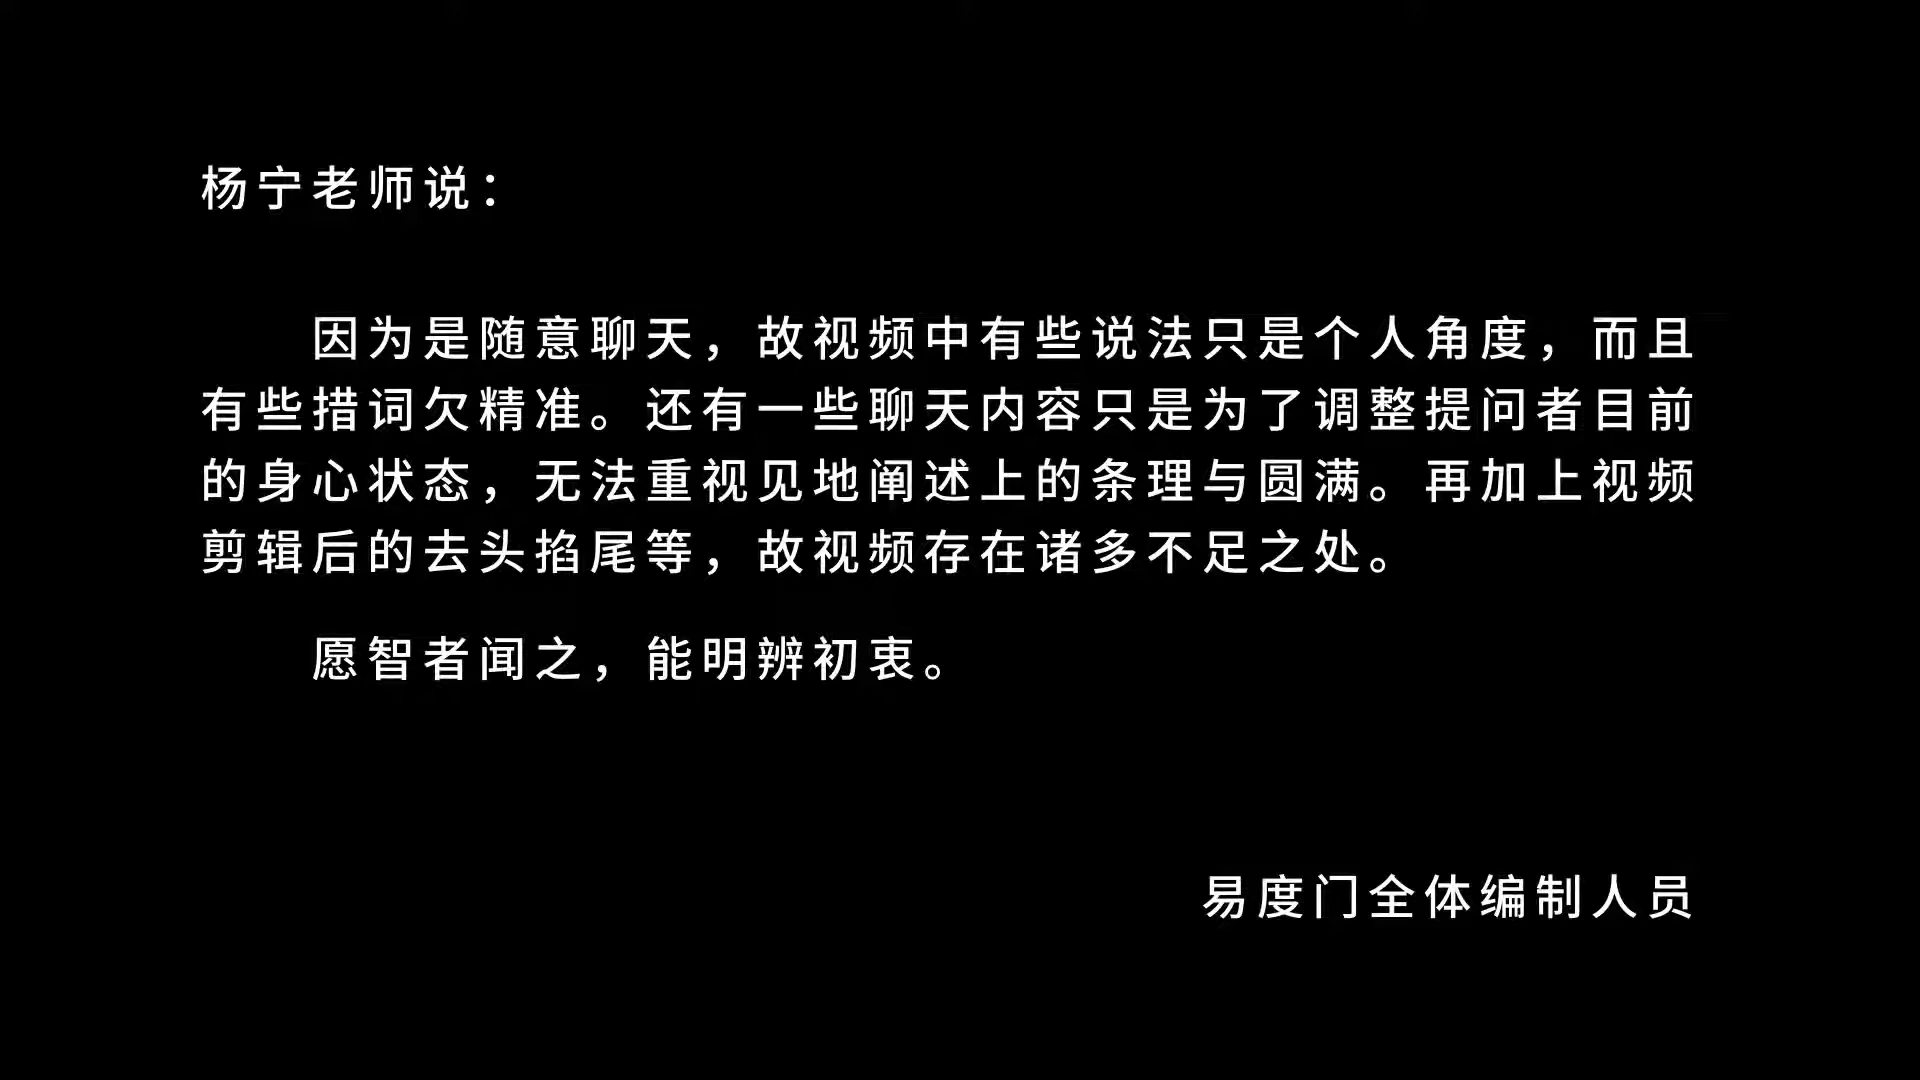 杨宁老师说：
因为是随意聊天，故视频中有些说法只是个人角度，而且
有些措词欠精准。还有一些聊天内容只是为了调整提问者目前
的身心状态，无法重视见地阐述上的条理与圆满。再加上视频
剪辑后的去头掐尾等，故视频存在诸多不足之处。
愿智者闻之，能明辨初衷。
易度门全体编制人员